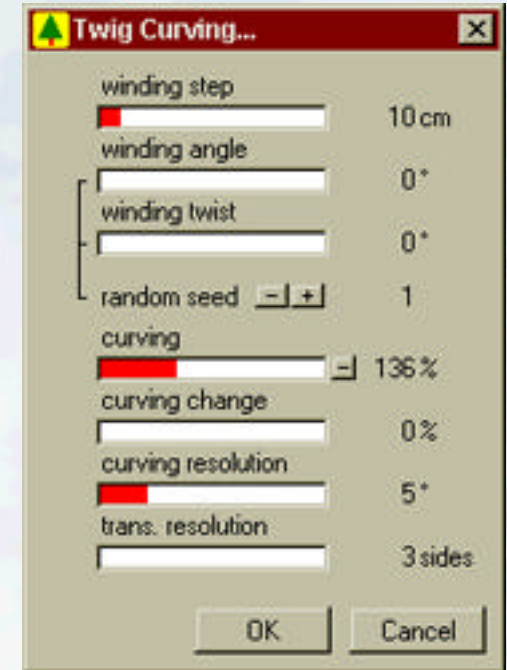 Twig Curving...
winding step
10 cm
winding angle
0°
winding twist
0°
random seed - + 1
curving
- 136%
curving change
0%
curving resolution
5°
trans. resolution
3 sides
OK Cancel